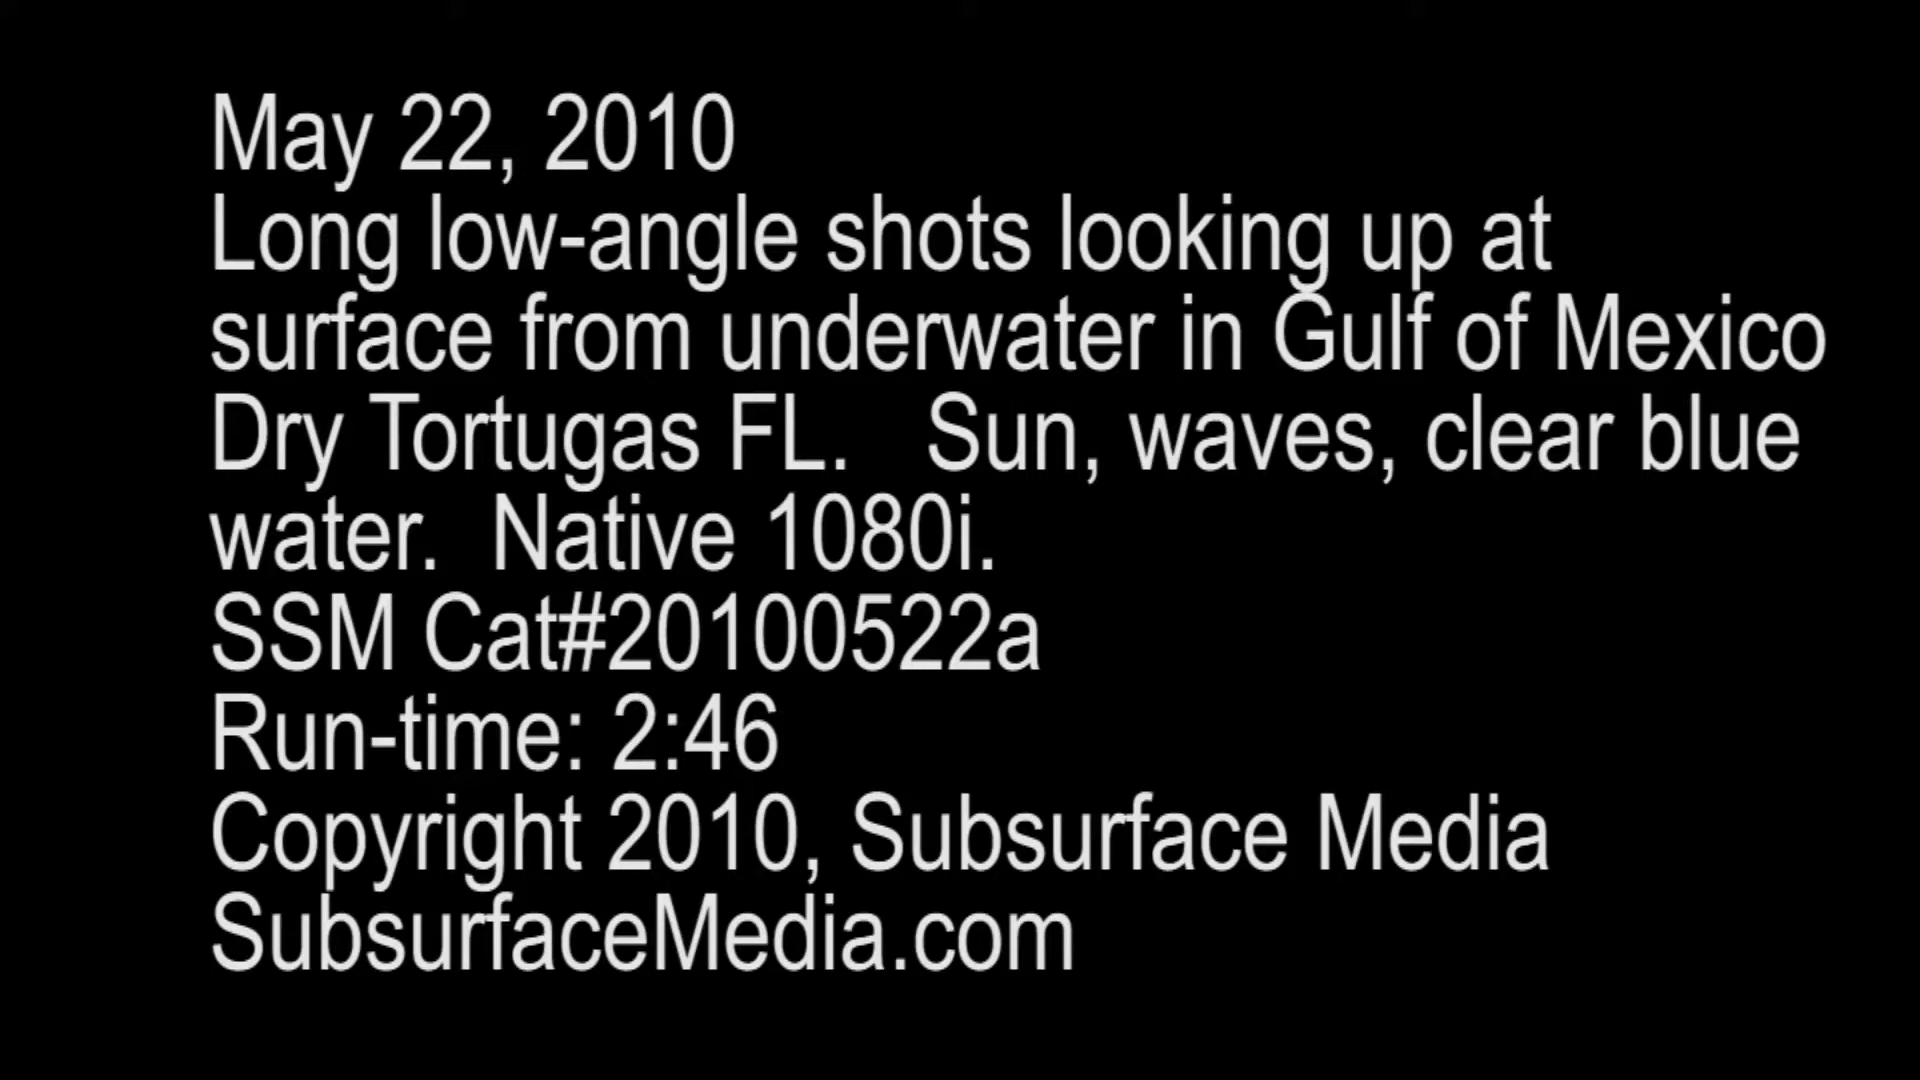 May 22, 2010
Long low-angle shots looking up at
surface from underwater in Gulf of Mexico
Dry Tortugas FL.   Sun, waves, clear blue
water.  Native 1080i.
SSM Cat#20100522a
Run-time: 2:46
Copyright 2010, Subsurface Media
SubsurfaceMedia.com